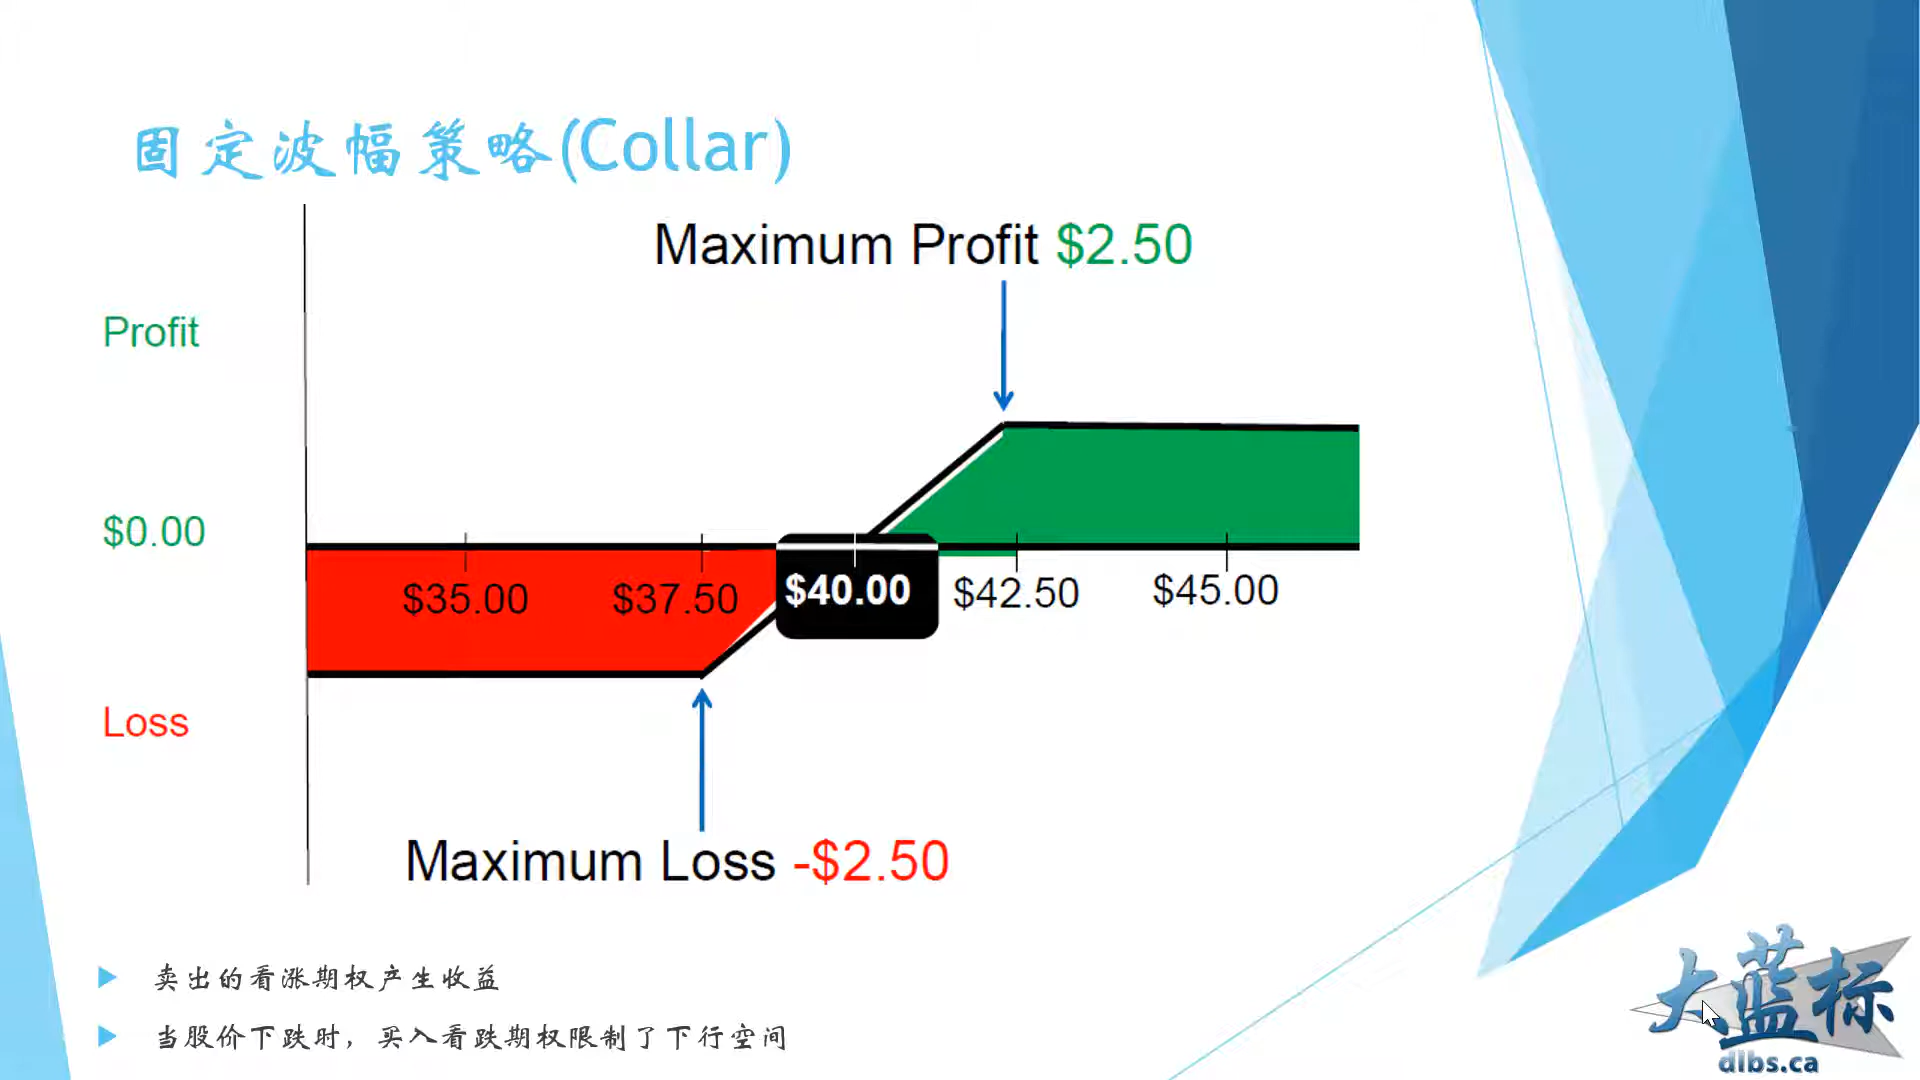 固定波幅策略(Collar)
Maximum Profit $2.50
Profit
$0.00
$35.00 $37.50 $40.00 $42.50 $45.00
Loss
Maximum Loss -$2.50
卖出的看涨期权产生收益
当股价下跌时，买入看跌期权限制了下行空间
大蓝标
dlbs.ca